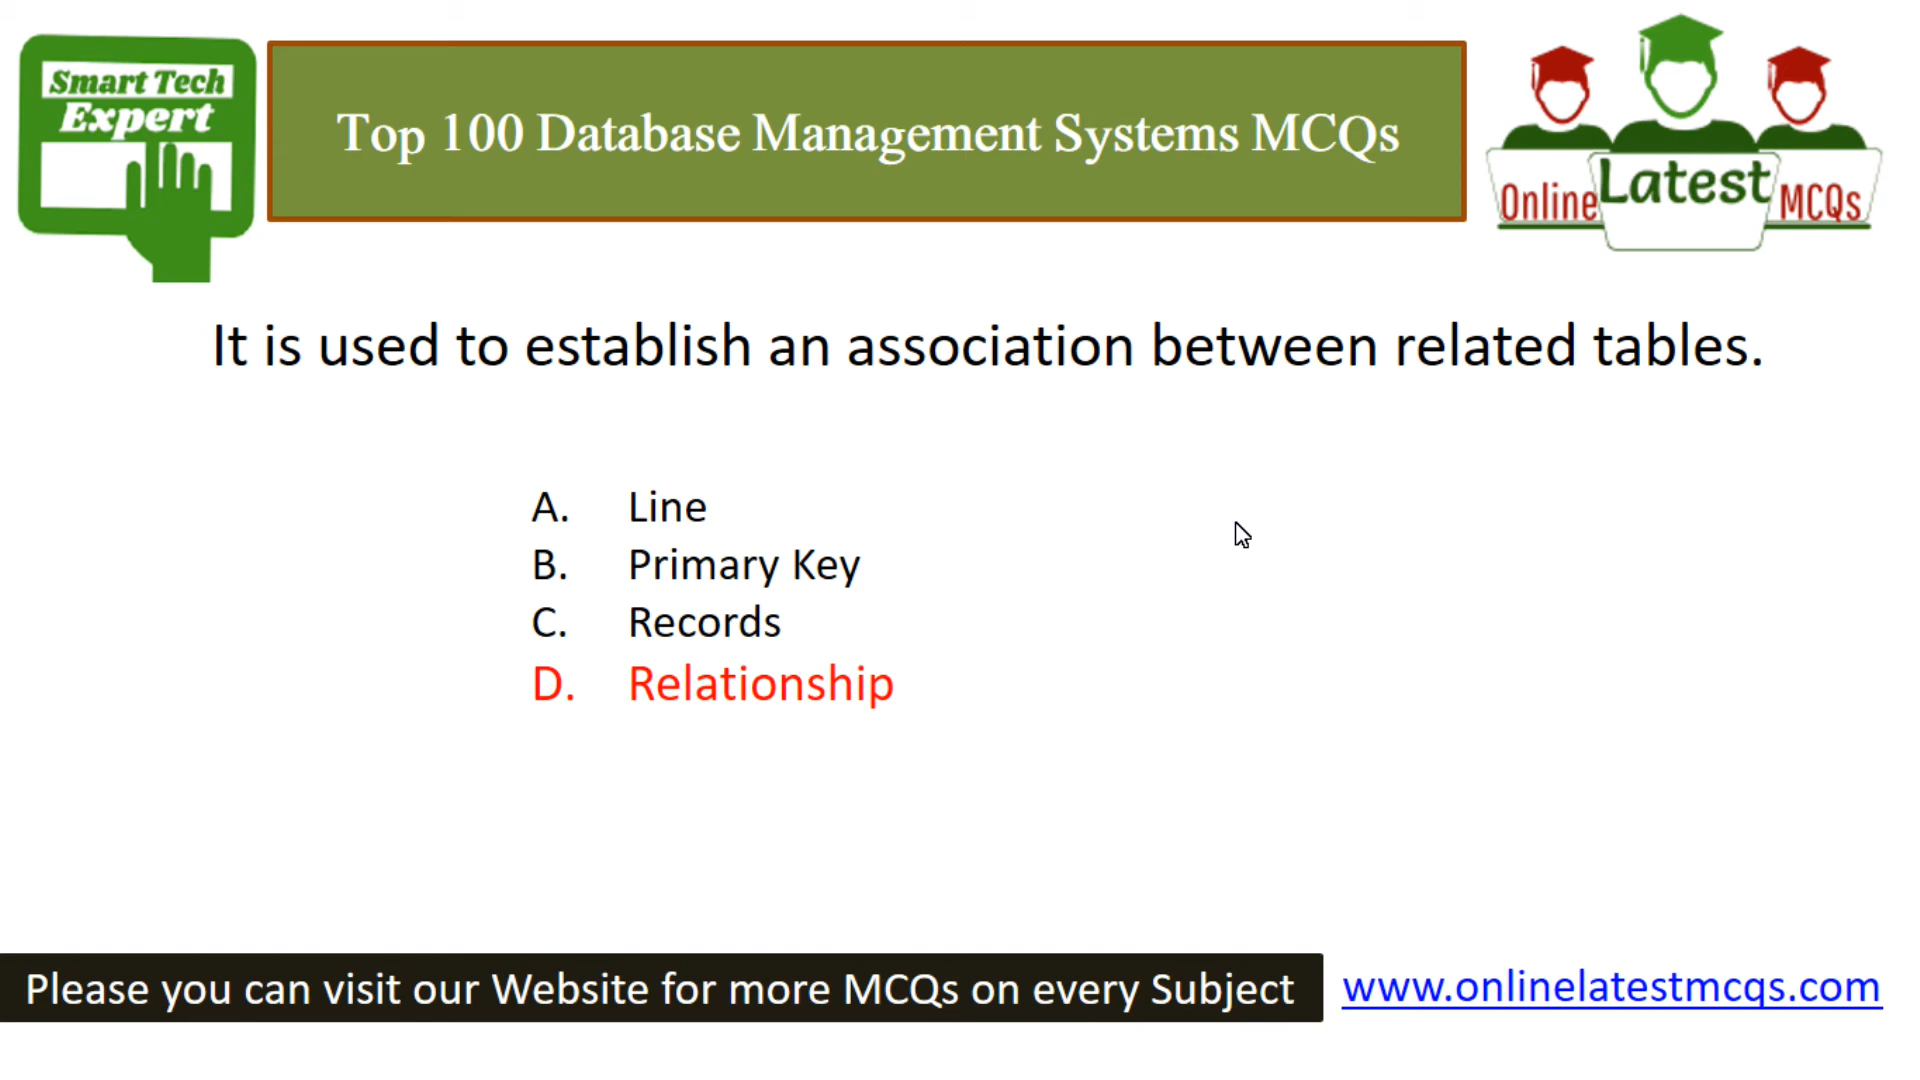 Smart Tech
Expert
Top 100 Database Management Systems MCQs
Online Latest MCQs
It is used to establish an association between related tables.
A. Line
B. Primary Key
C. Records
D. Relationship
Please you can visit our Website for more MCQs on every Subject www.onlinelatestmcqs.com